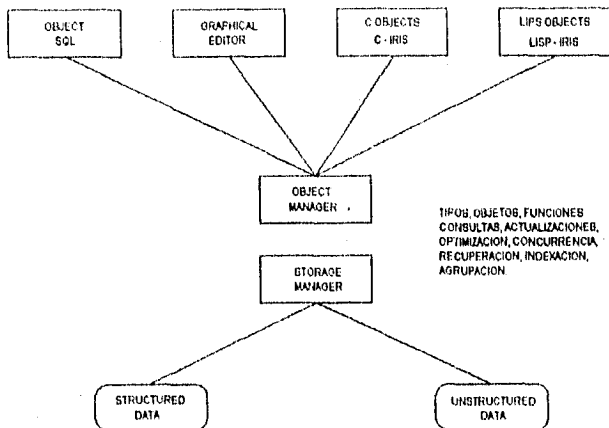 OBJECT
SQL
GRAPHICAL
EDITOR
C OBJECTS
C - IRIS
LIPS OBJECTS
LISP - IRIS
OBJECT
MANAGER
TIPOS, OBJETOS, FUNCIONES
CONSULTAS, ACTUALIZACIONES,
OPTIMIZACION, CONCURRENCIA,
RECUPERACION, INDEXACION,
AGRUPACION.
STORAGE
MANAGER
STRUCTURED
DATA
UNSTRUCTURED
DATA